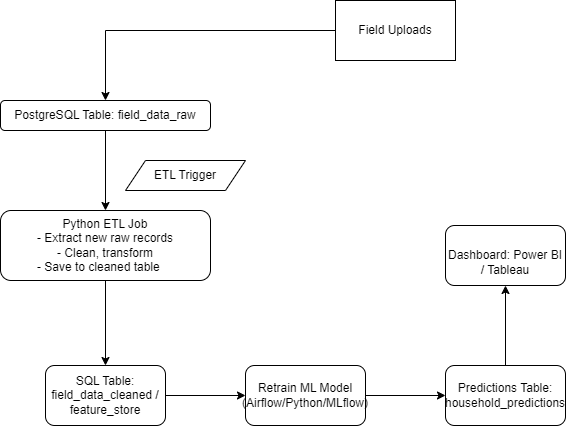 Field Uploads
PostgreSQL Table: field_data_raw
ETL Trigger
Python ETL Job
- Extract new raw records
- Clean, transform
- Save to cleaned table
Dashboard: Power BI
/ Tableau
SQL Table:
field_data_cleaned /
feature_store
Retrain ML Model
(Airflow/Python/MLflow)
Predictions Table:
household_predictions